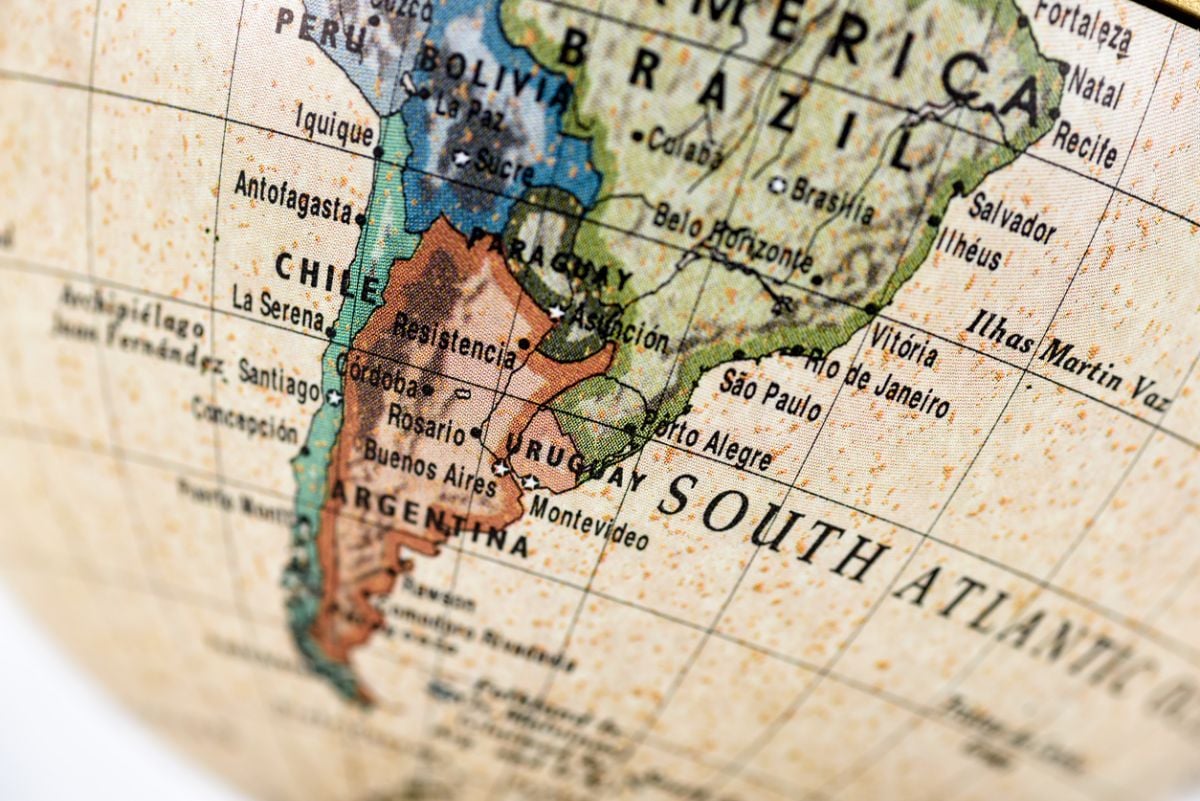 Cuzco
PERU
BOLIVIA
La Paz
Sucre
AMERICA
BRAZIL
Fortaleza
Natal
Recife
Cuiabá
Brasília
Salvador
Ilhéus
Belo Horizonte
Iquique
Antofagasta
CHILE
La Serena
PARAGUAY
Asunción
Resistencia
Archipiélago
Juan Fernández
Santiago
Córdoba
Rosario
Buenos Aires
URUGUAY
Montevideo
Concepción
Puerto Montt
ARGENTINA
Vitória
Rio de Janeiro
São Paulo
Porto Alegre
Ilhas Martin Vaz
SOUTH ATLANTIC
Rawson
Comodoro Rivadavia